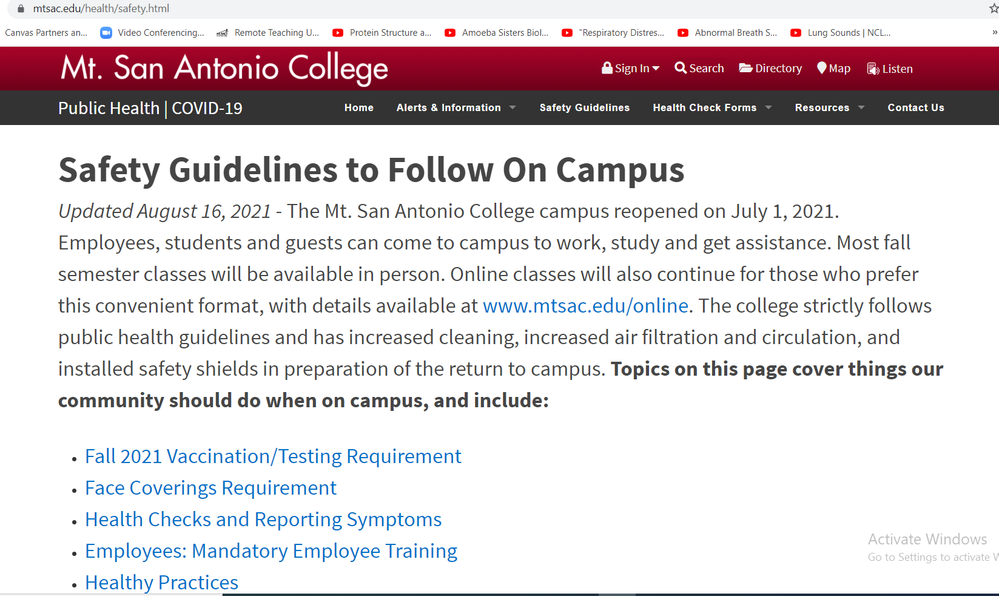 mtsac.edu/health/safety.html
Canvas Partners an... Video Conferencing... MT.SAC Remote Teaching U... Protein Structure a... Amoeba Sisters Biol... "Respiratory Distres... Abnormal Breath S... Lung Sounds | NCL... »
Mt. San Antonio College Sign In Search Directory Map Listen
Public Health | COVID-19 Home Alerts & Information Safety Guidelines Health Check Forms Resources Contact Us
Safety Guidelines to Follow On Campus
Updated August 16, 2021 - The Mt. San Antonio College campus reopened on July 1, 2021.
Employees, students and guests can come to campus to work, study and get assistance. Most fall
semester classes will be available in person. Online classes will also continue for those who prefer
this convenient format, with details available at www.mtsac.edu/online. The college strictly follows
public health guidelines and has increased cleaning, increased air filtration and circulation, and
installed safety shields in preparation of the return to campus. Topics on this page cover things our
community should do when on campus, and include:
• Fall 2021 Vaccination/Testing Requirement
• Face Coverings Requirement
• Health Checks and Reporting Symptoms
• Employees: Mandatory Employee Training
• Healthy Practices
Activate Windows
Go to Settings to activate W